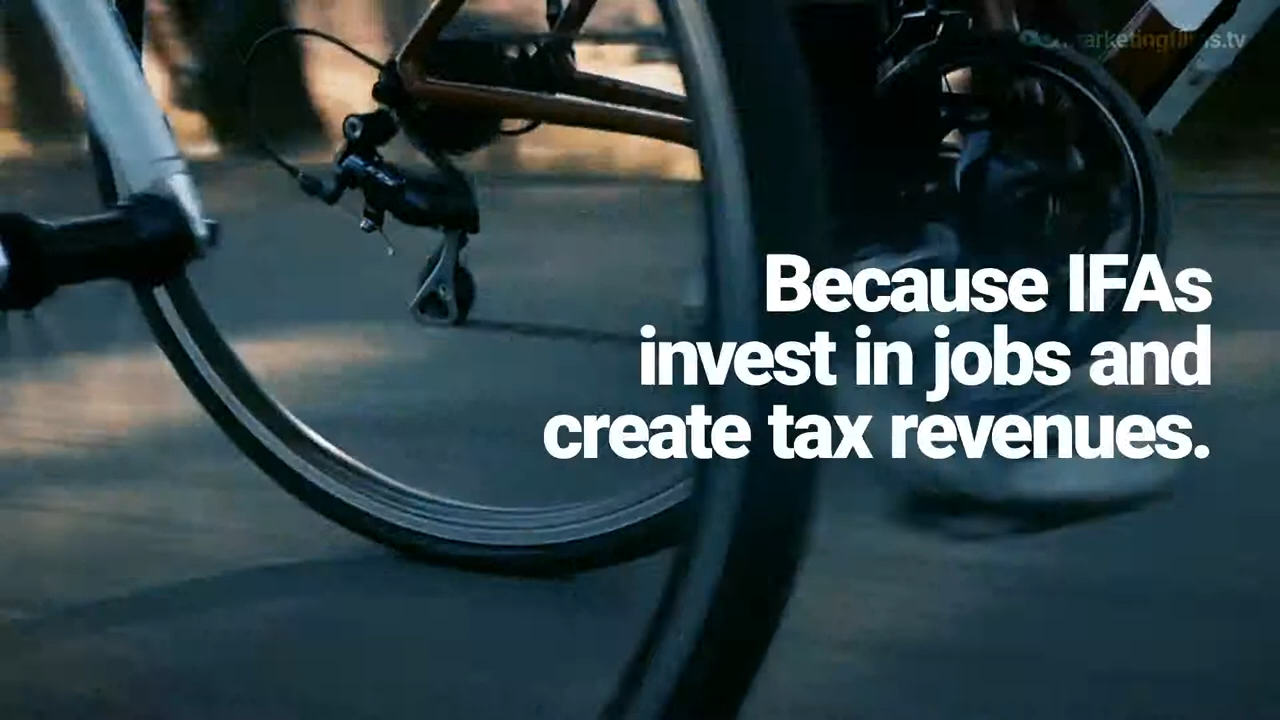 Because IFAs
invest in jobs and
create tax revenues.